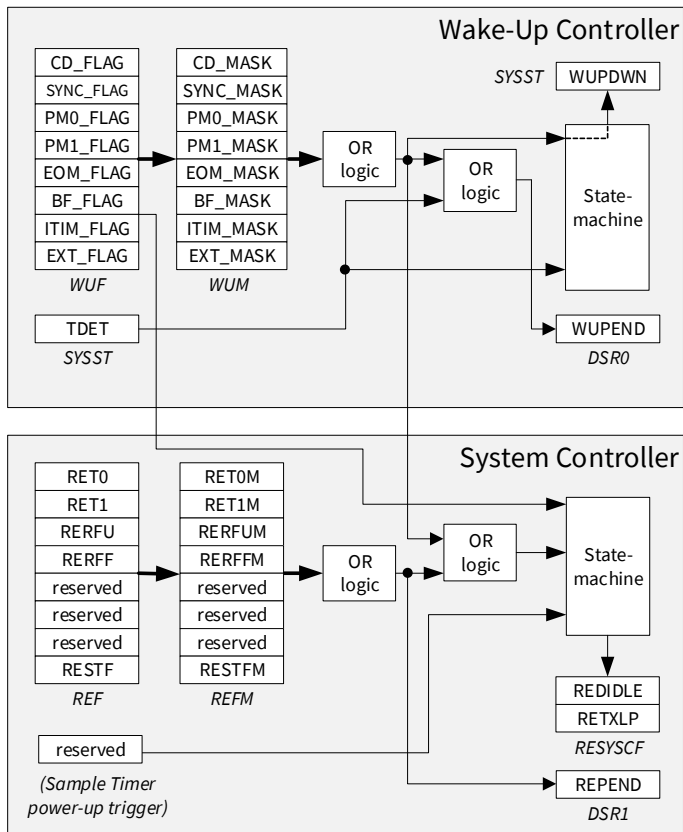 Wake-Up Controller
CD_FLAG
SYNC_FLAG
PM0_FLAG
PM1_FLAG
EOM_FLAG
BF_FLAG
ITIM_FLAG
EXT_FLAG
WUF
CD_MASK
SYNC_MASK
PM0_MASK
PM1_MASK
EOM_MASK
BF_MASK
ITIM_MASK
EXT_MASK
WUM
OR
logic
OR
logic
SYSST
WUPDWN
State-
machine
TDET
SYSST
WUPEND
DSR0
System Controller
RET0
RET1
RERFU
RERFF
reserved
reserved
reserved
RESTF
REF
RET0M
RET1M
RERFUM
RERFFM
reserved
reserved
reserved
RESTFM
REFM
OR
logic
OR
logic
State-
machine
REDIDLE
RETXLP
RESYSCF
reserved
(Sample Timer
power-up trigger)
REPEND
DSR1